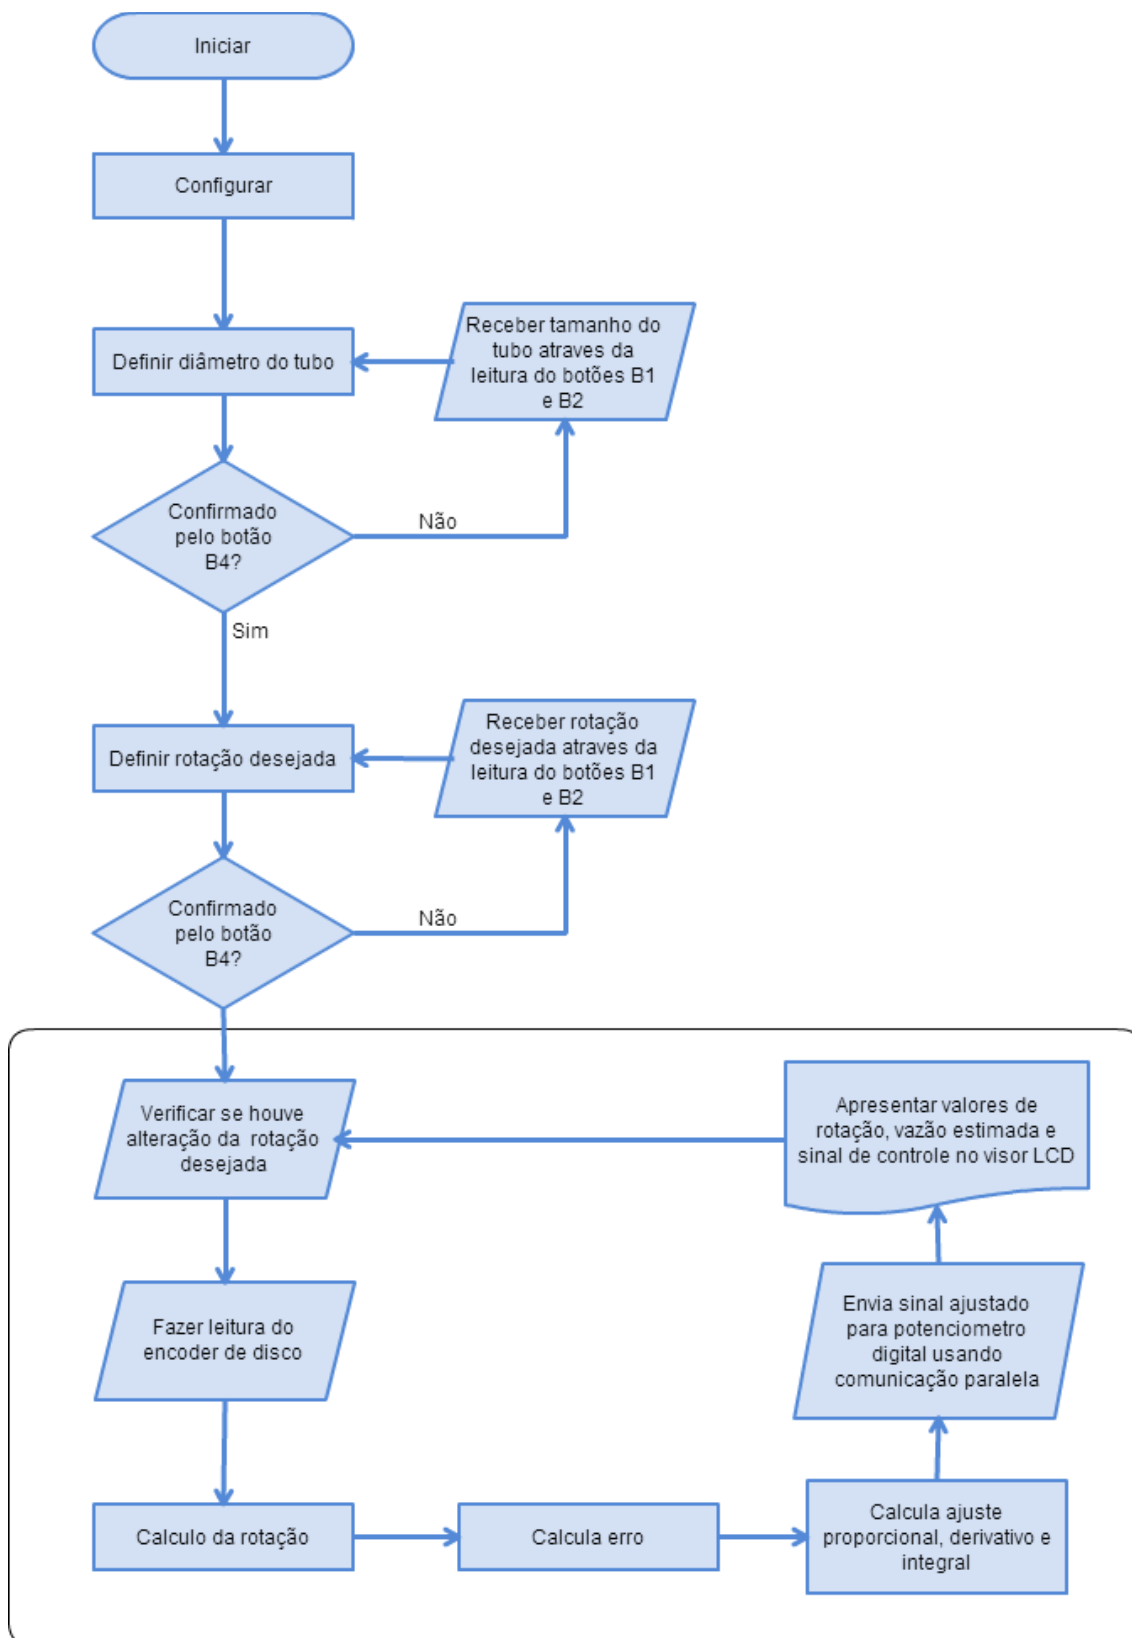 Iniciar
Configurar
Definir diâmetro do tubo
Receber tamanho do
tubo atraves da
leitura do botões B1
e B2
Confirmado
pelo botão
B4?
Não
Sim
Definir rotação desejada
Receber rotação
desejada atraves da
leitura do botões B1
e B2
Confirmado
pelo botão
B4?
Não
Verificar se houve
alteração da rotação
desejada
Apresentar valores de
rotação, vazão estimada e
sinal de controle no visor LCD
Fazer leitura do
encoder de disco
Envia sinal ajustado
para potenciometro
digital usando
comunicação paralela
Calculo da rotação
Calcula erro
Calcula ajuste
proporcional, derivativo e
integral